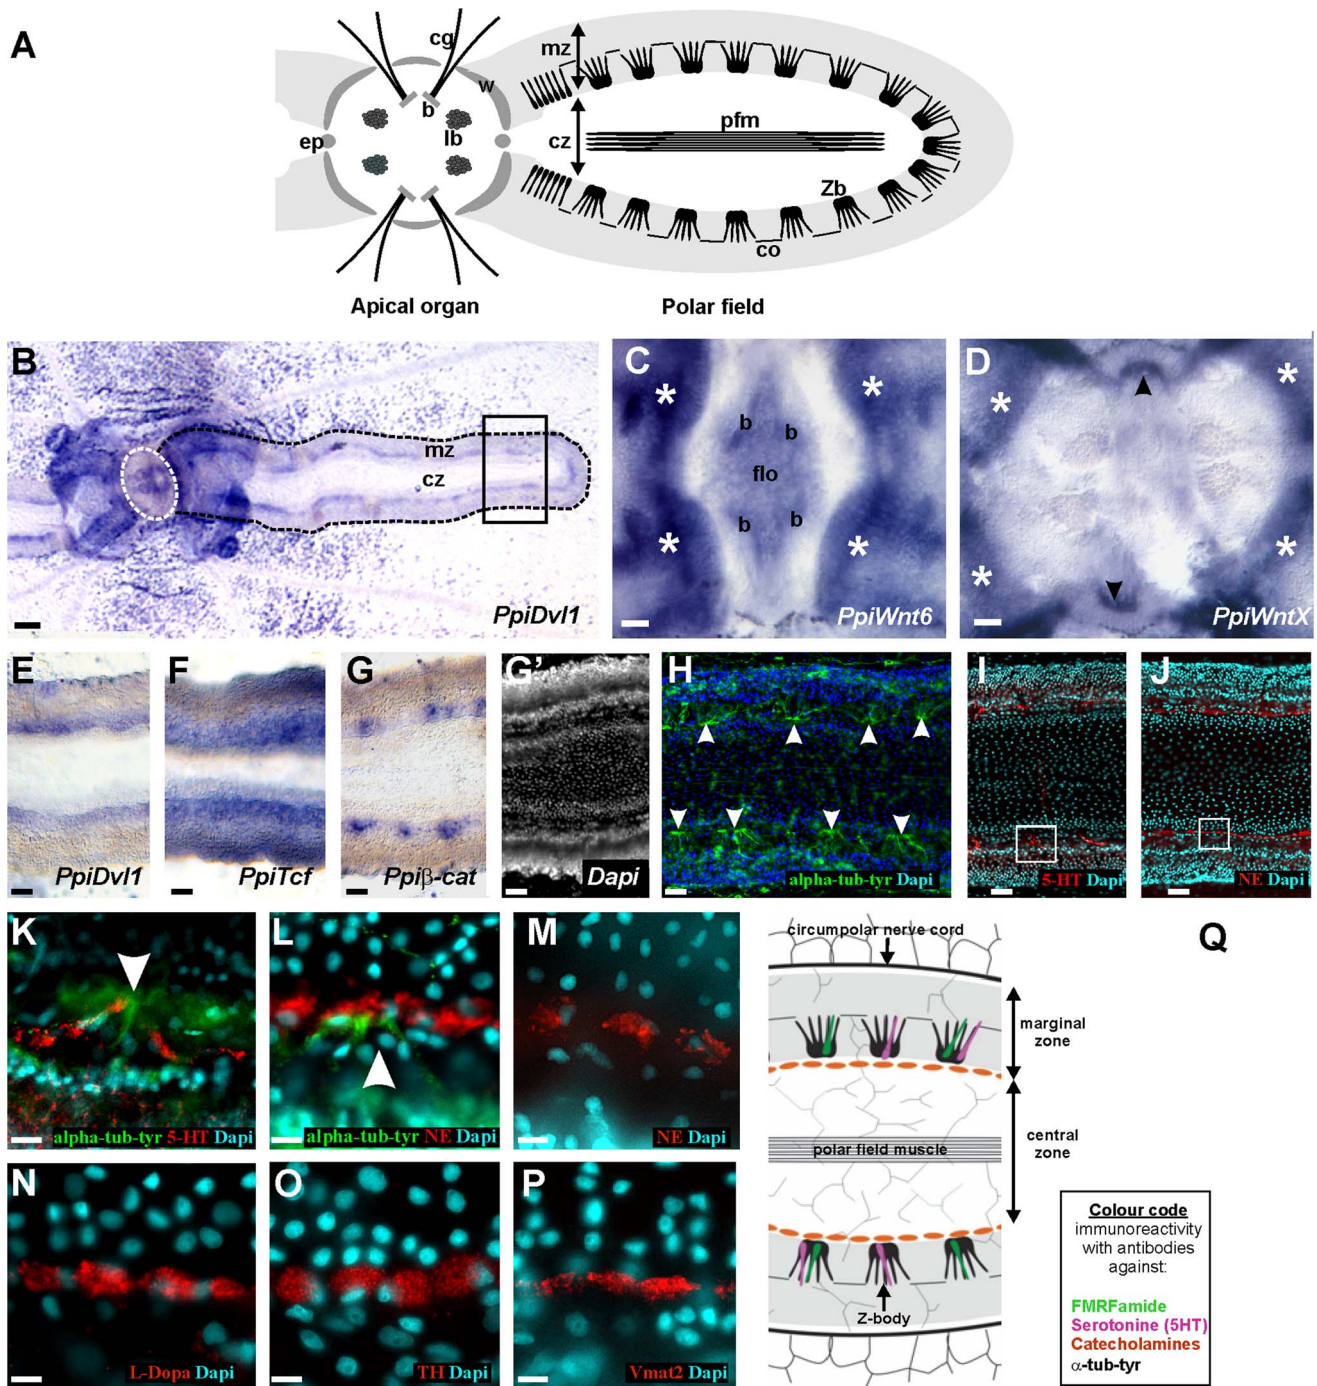 A
cg
mz
w
b
lb
ep
cz
pfm
Zb
co
Apical organ
Polar field
B
mz
cz
PpiDvl1
C
*
*
b
b
flo
b
b
*
*
PpiWnt6
D
*
*
*
*
PpiWntX
E
PpiDvl1
F
PpiTcf
G
Ppiβ-cat
G'
Dapi
H
alpha-tub-tyr Dapi
I
5-HT Dapi
J
NE Dapi
K
alpha-tub-tyr 5-HT Dapi
L
alpha-tub-tyr NE Dapi
M
NE Dapi
N
L-Dopa Dapi
O
TH Dapi
P
Vmat2 Dapi
Q
circumpolar nerve cord
marginal
zone
central
zone
polar field muscle
Z-body
Colour code
immunoreactivity
with antibodies
against:
FMRFamide
Serotonine (5HT)
Catecholamines
α-tub-tyr